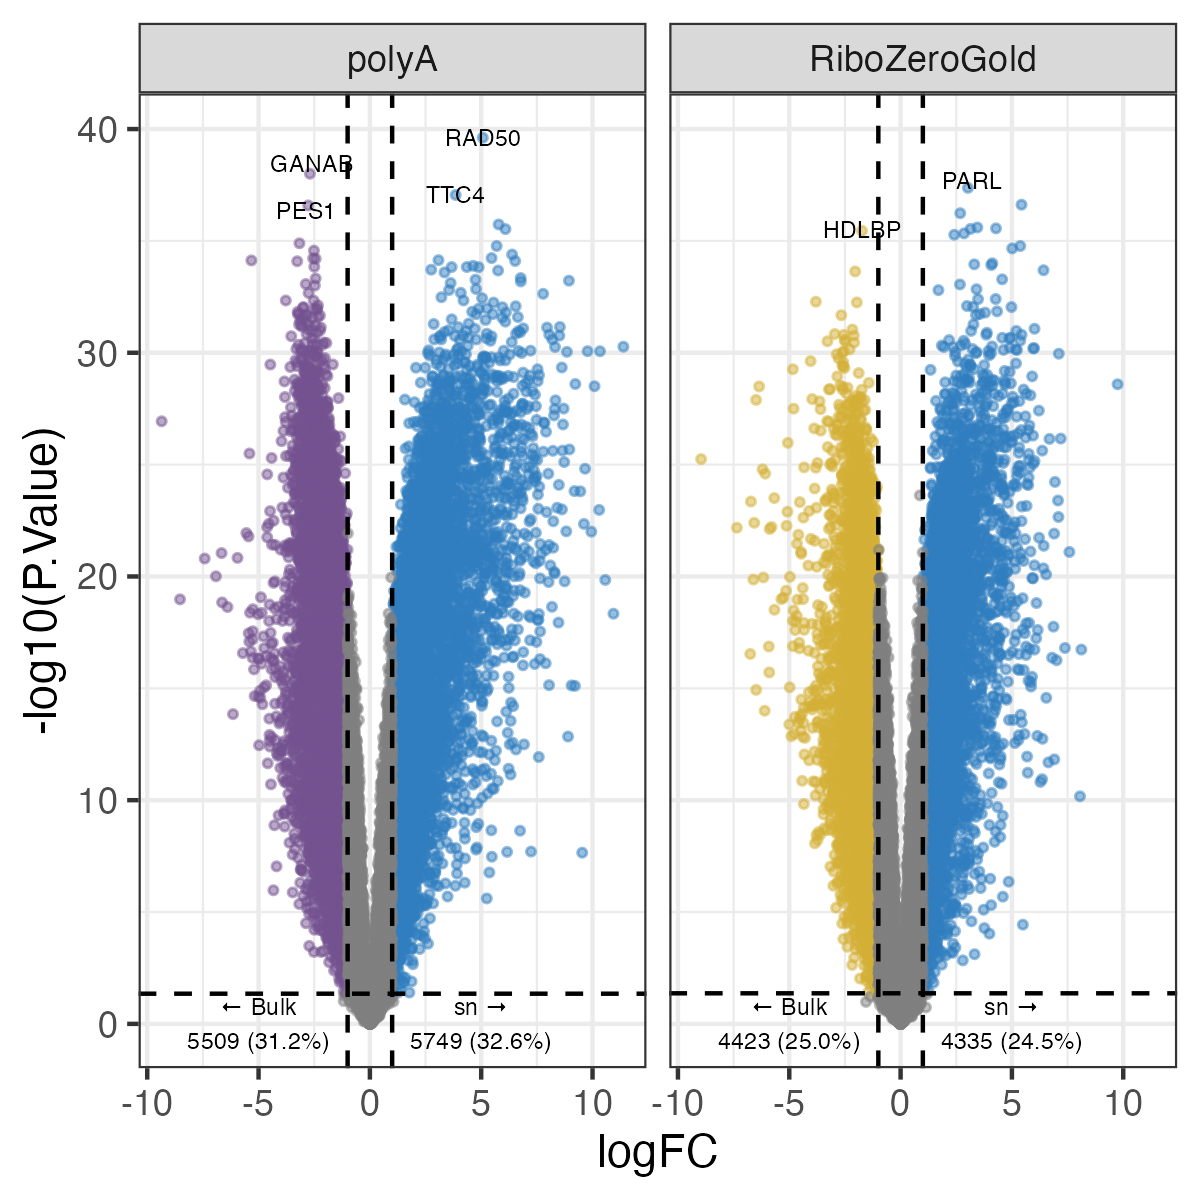 polyA
RiboZeroGold
40
30
20
10
0
-log10(P.Value)
RAD50
GANAB
TTC4
PES1
PARL
HDLBP
← Bulk
sn →
5509 (31.2%)
5749 (32.6%)
← Bulk
sn →
4423 (25.0%)
4335 (24.5%)
-10 -5 0 5 10
-10 -5 0 5 10
logFC